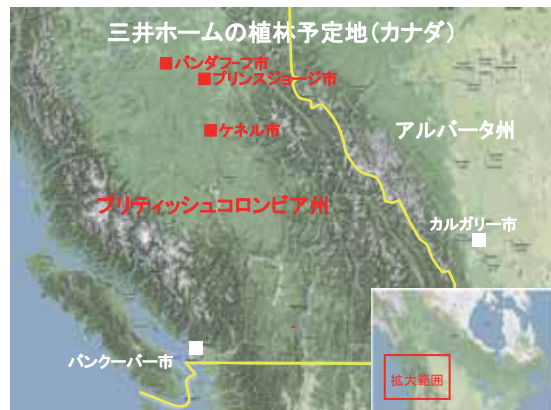 三井ホームの植林予定地（カナダ）
■バンダフーフ市
■プリンスジョージ市
■ケネル市
アルバータ州
ブリティッシュコロンビア州
カルガリー市
バンクーバー市
拡大範囲